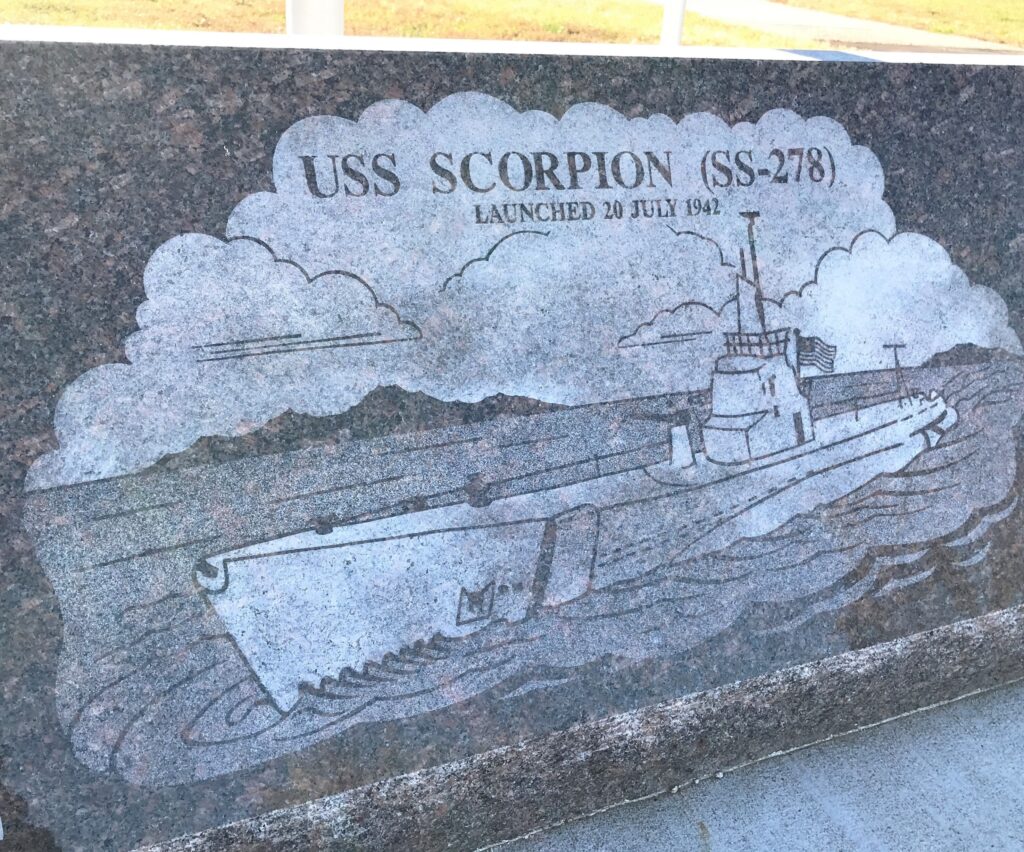 USS SCORPION (SS-278)
LAUNCHED 20 JULY 1942